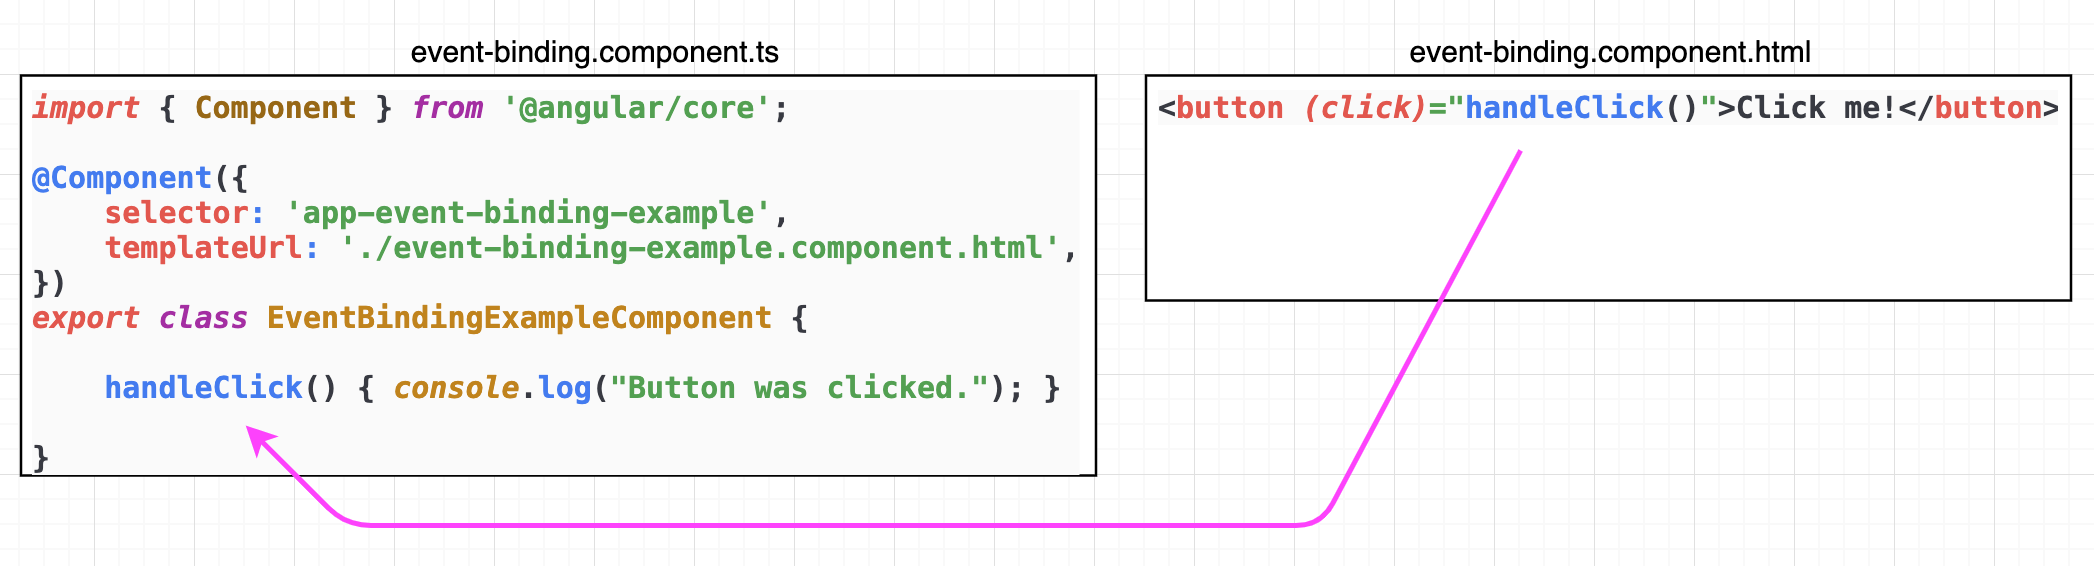 event-binding.component.ts
import { Component } from '@angular/core';
@Component({
    selector: 'app-event-binding-example',
    templateUrl: './event-binding-example.component.html',
})
export class EventBindingExampleComponent {
    handleClick() { console.log("Button was clicked."); }
}
event-binding.component.html
<button (click)="handleClick()">Click me!</button>